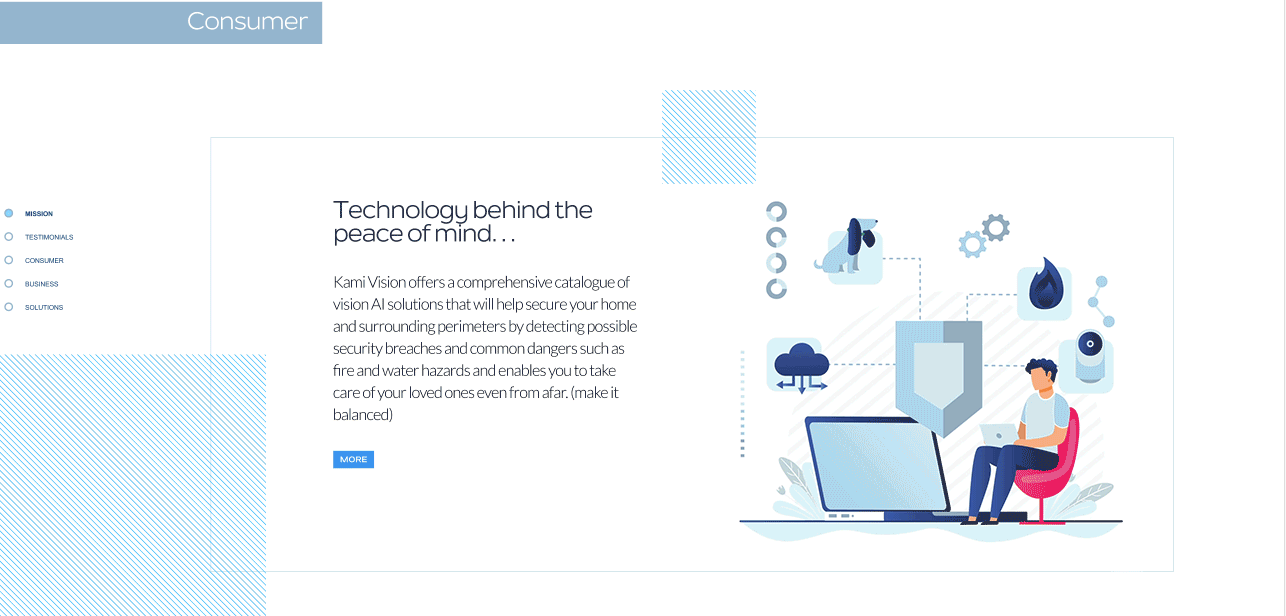 Consumer
MISSION
TESTIMONIALS
CONSUMER
BUSINESS
SOLUTIONS
Technology behind the
peace of mind...
Kami Vision offers a comprehensive catalogue of
vision AI solutions that will help secure your home
and surrounding perimeters by detecting possible
security breaches and common dangers such as
fire and water hazards and enables you to take
care of your loved ones even from afar. (make it
balanced)
MORE